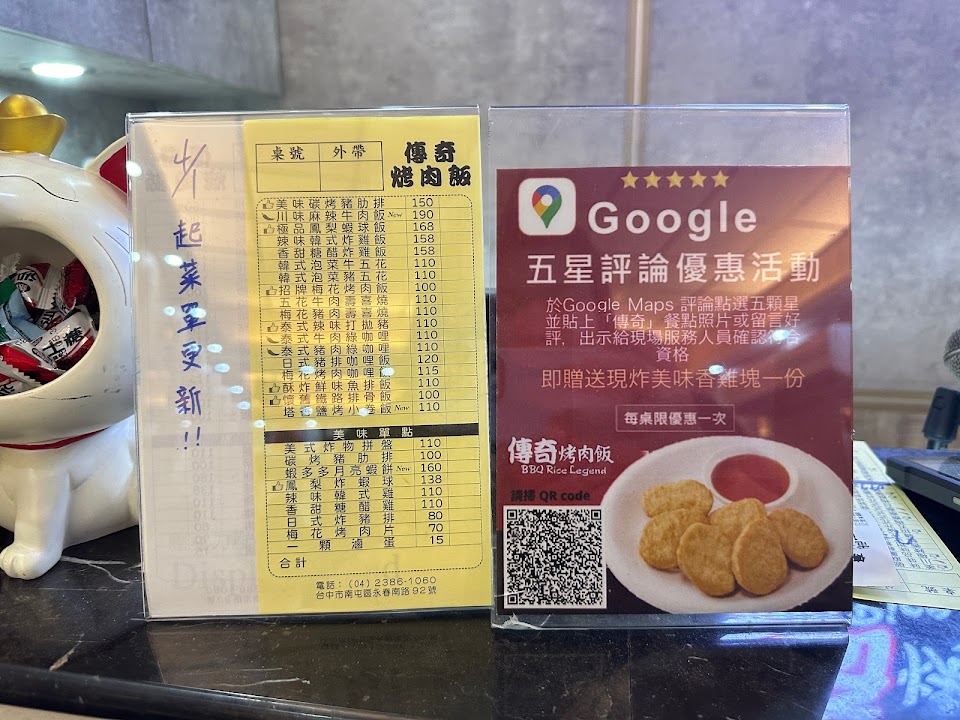 4/1
起菜單更新!!
桌號 外帶
傳奇
烤肉飯
美味碳烤豬肋排 150
川味麻辣牛肉飯 New 190
極品鳳梨蝦球飯 168
辣味韓式炸雞飯 158
香甜糖醋炸雞飯 158
韓式泡菜牛五花 110
韓式泡菜豬五花 110
招牌梅花烤肉飯 100
五花牛肉壽喜燒 110
梅花豬肉壽喜燒 110
泰式辣味打拋豬 110
泰式牛肉綠咖哩 110
泰式豬肉綠咖哩 110
日式豬排咖哩飯 120
梅花烤肉咖哩飯 115
酥炸鮮味魚排飯 110
懷舊鐵路排骨飯 100
塔香鹽烤小卷飯 New 110
美味單點
美式炸物拼盤 110
碳烤豬肋排 100
蝦多多月亮蝦餅 New 160
鳳梨炸蝦球 138
辣味韓式雞 110
香甜糖醋雞 110
日式炸豬排 80
梅花烤肉片 70
一顆滷蛋 15
合計
電話：(04) 2386-1060
台中市南屯區永春南路92號
Google
五星評論優惠活動
於Google Maps 評論點選五顆星
並貼上「傳奇」餐點照片或留言好
評，出示給現場服務人員確認符合
資格
即贈送現炸美味香雞塊一份
每桌限優惠一次
傳奇烤肉飯
BBQ Rice Legend
請掃 QR code